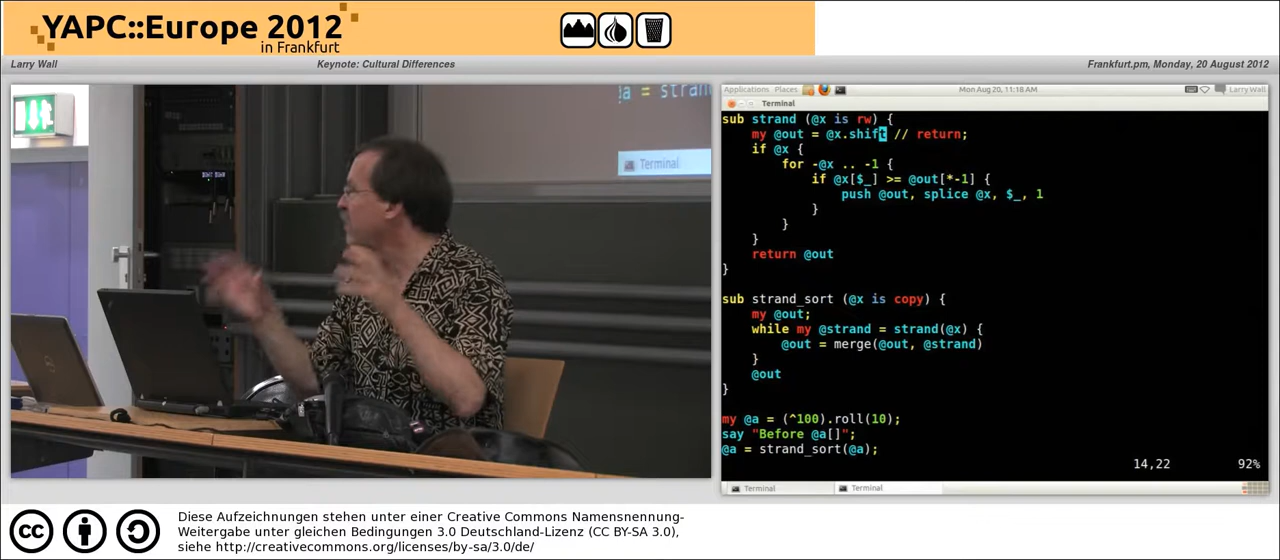 YAPC::Europe 2012
in Frankfurt
Larry Wall
Keynote: Cultural Differences
Frankfurt.pm, Monday, 20 August 2012
!a = stran
Terminal
Applications Places
Mon Aug 20, 11:18 AM
Larry Wall
Terminal
sub strand (@x is rw) {
my @out = @x.shift // return;
if @x {
for -@x .. -1 {
if @x[$_] >= @out[*-1] {
push @out, splice @x, $_, 1
}
}
}
return @out
}
sub strand_sort (@x is copy) {
my @out;
while my @strand = strand(@x) {
@out = merge(@out, @strand)
}
@out
}
my @a = (^100).roll(10);
say "Before @a[]";
@a = strand_sort(@a);
14,22 92%
Terminal
Terminal
cc
Diese Aufzeichnungen stehen unter einer Creative Commons Namensnennung-
Weitergabe unter gleichen Bedingungen 3.0 Deutschland-Lizenz (CC BY-SA 3.0),
siehe http://creativecommons.org/licenses/by-sa/3.0/de/